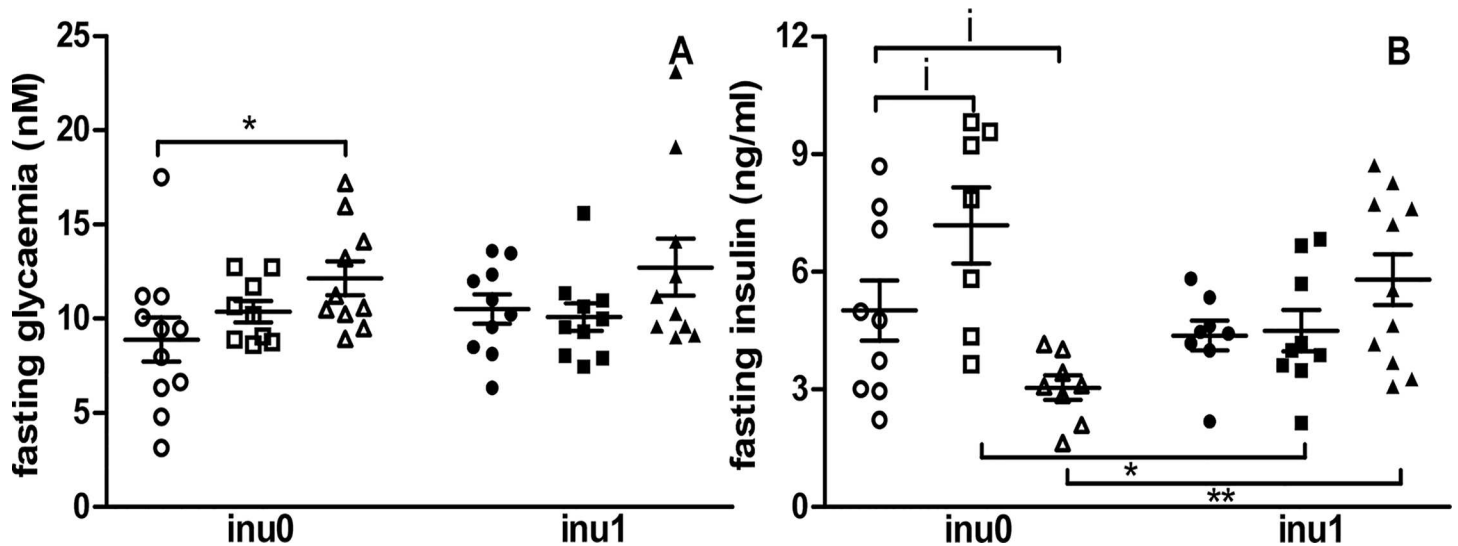 A
fasting glycaemia (nM)
25
20
15
10
5
0
*
inu0
inu1
B
fasting insulin (ng/ml)
12
9
6
3
0
i
i
*
**
inu0
inu1